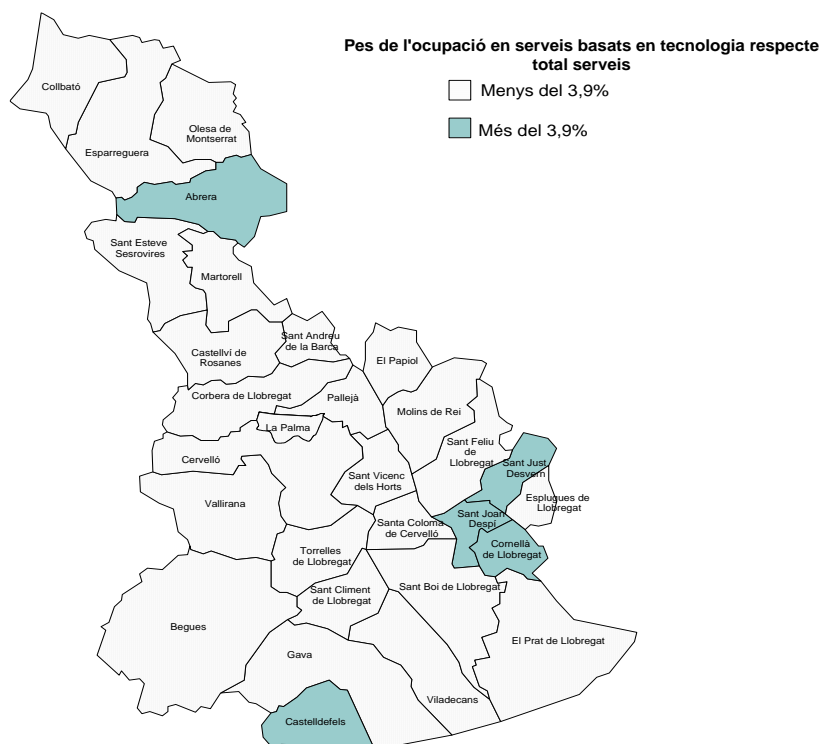 Pes de l'ocupació en serveis basats en tecnologia respecte
total serveis
Menys del 3,9%
Més del 3,9%
Collbató
Olesa de
Montserrat
Esparreguera
Abrera
Sant Esteve
Sesrovires
Martorell
Sant Andreu
de la Barca
Castellví de
Rosanes
El Papiol
Corbera de Llobregat
Pallejà
Molins de Rei
La Palma
Sant Feliu
de
Llobregat
Cervelló
Sant Just
Desvern
Sant Vicenc
dels Horts
Esplugues de
Llobregat
Vallirana
Sant Joan
Despí
Santa Coloma
de Cervelló
Cornellà
de Llobregat
Torrelles
de Llobregat
Sant Climent
de Llobregat
Sant Boi de Llobregat
Begues
El Prat de Llobregat
Gava
Viladecans
Castelldefels